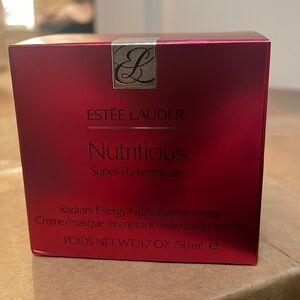 EL
ESTĒE LAUDER
Nutritious
Super-Pomegranate
Radiant Energy Night Creme/Mask
Crème/masque énergisant hydratation lumière
POIDS NET WT. 1.7 OZ./50 ml e